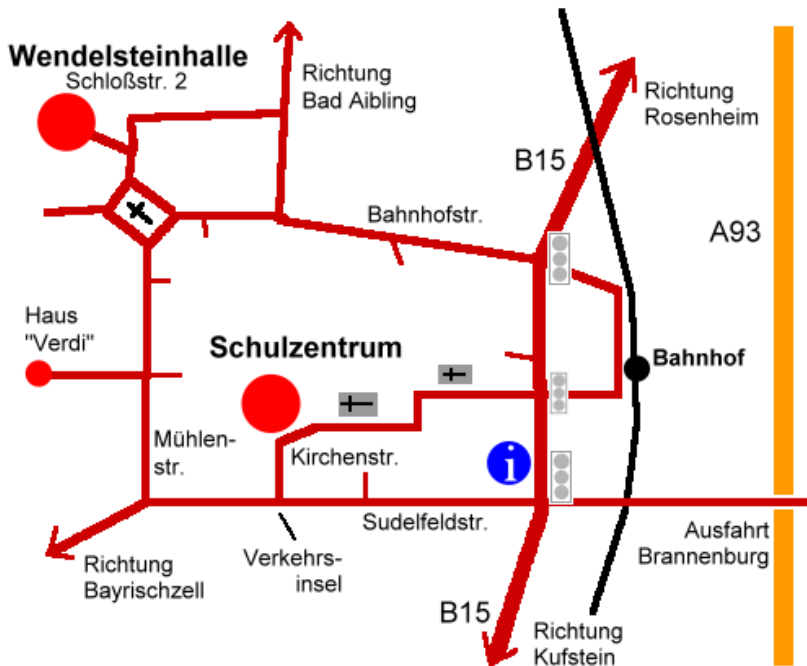 Wendelsteinhalle
Schloßstr. 2
Richtung
Bad Aibling
Richtung
Rosenheim
B15
Bahnhofstr.
A93
Haus
"Verdi"
Schulzentrum
Bahnhof
Mühlen-
str.
Kirchenstr.
i
Sudelfeldstr.
Ausfahrt
Brannenburg
Richtung
Bayrischzell
Verkehrs-
insel
B15
Richtung
Kufstein